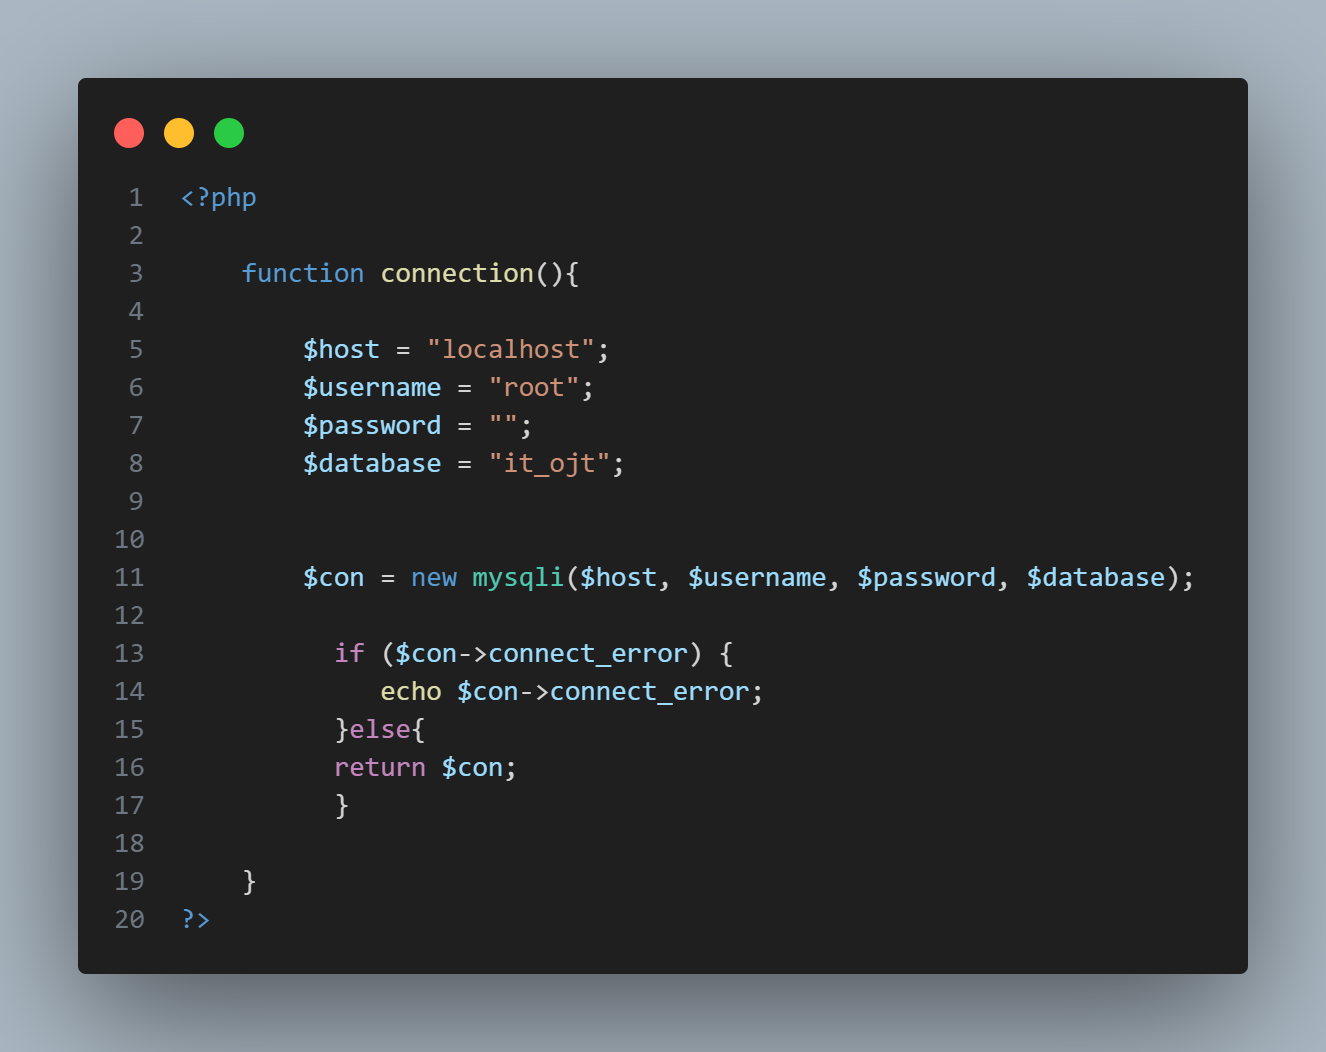 1 <?php
2
3     function connection(){
4
5         $host = "localhost";
6         $username = "root";
7         $password = "";
8         $database = "it_ojt";
9
10
11         $con = new mysqli($host, $username, $password, $database);
12
13           if ($con->connect_error) {
14              echo $con->connect_error;
15           }else{
16           return $con;
17           }
18
19     }
20 ?>